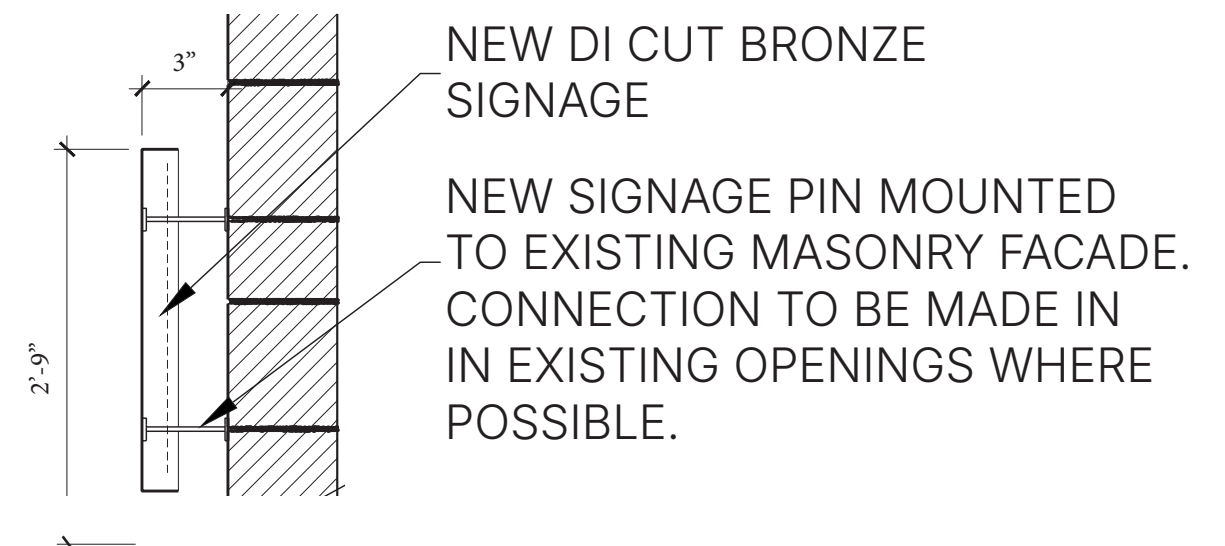 NEW DI CUT BRONZE
SIGNAGE
3”
NEW SIGNAGE PIN MOUNTED
TO EXISTING MASONRY FACADE.
CONNECTION TO BE MADE IN
IN EXISTING OPENINGS WHERE
POSSIBLE.
2’-9”